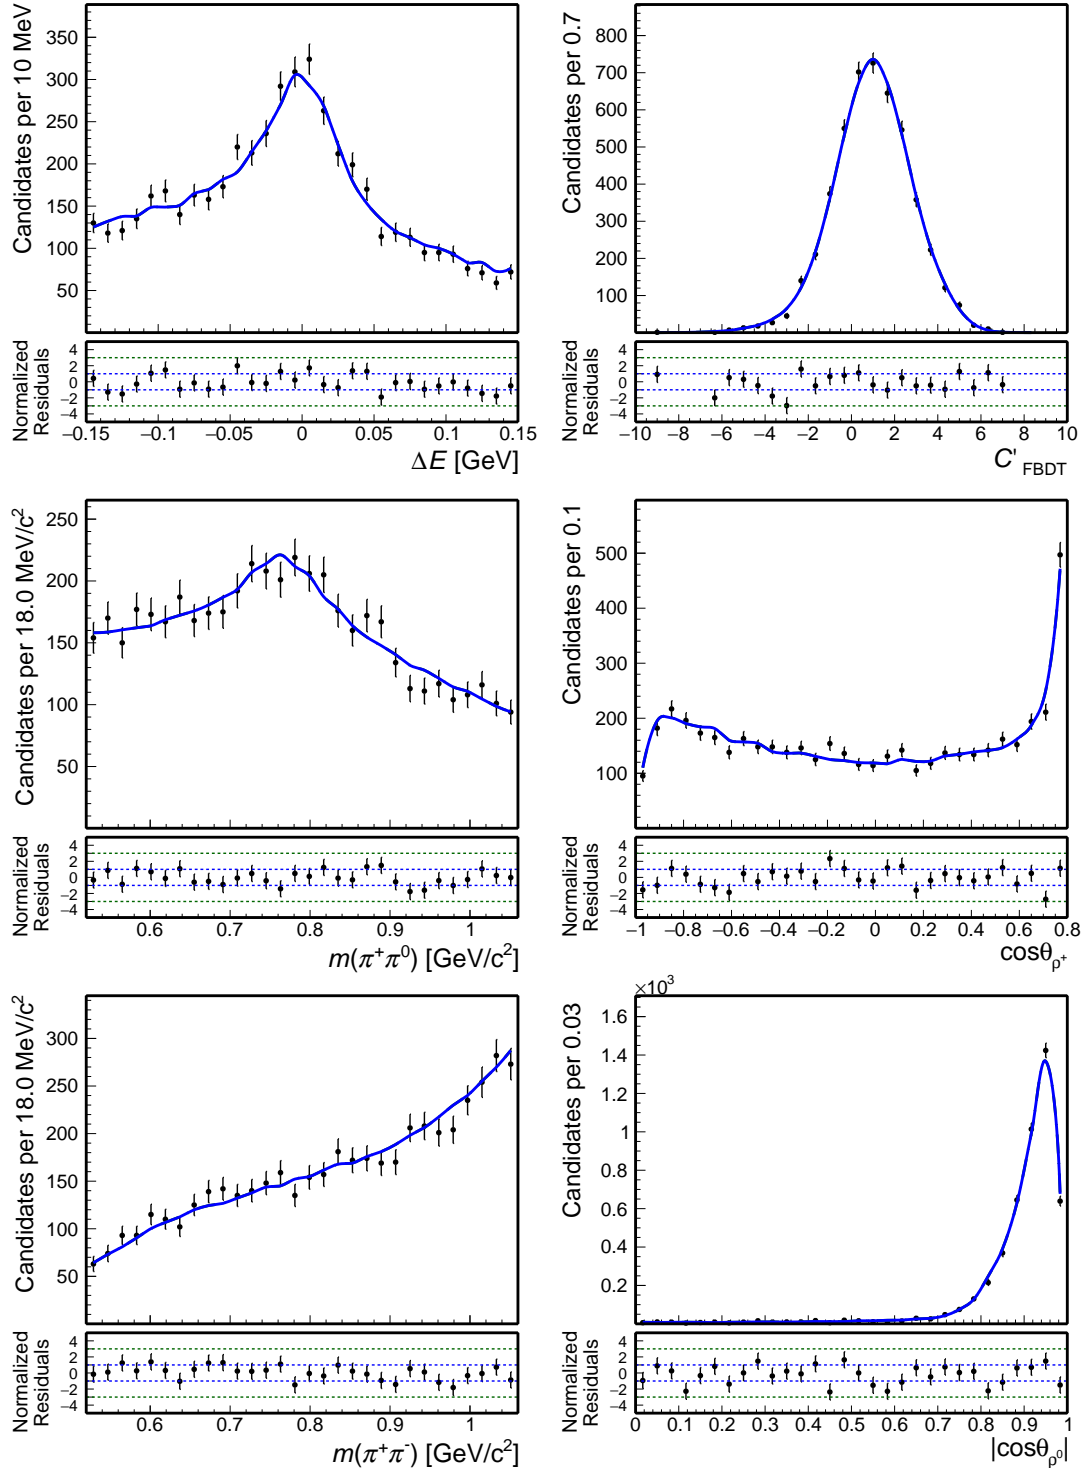 Candidates per 10 MeV
350
300
250
200
150
100
50
Normalized
Residuals
4
2
0
−2
−4
−0.15 −0.1 −0.05 0 0.05 0.1 0.15
ΔE [GeV]
Candidates per 0.7
800
700
600
500
400
300
200
100
Normalized
Residuals
4
2
0
−2
−4
−10 −8 −6 −4 −2 0 2 4 6 8 10
C'FBDT
Candidates per 18.0 MeV/c²
250
200
150
100
50
Normalized
Residuals
4
2
0
−2
−4
0.6 0.7 0.8 0.9 1
m(π⁺π⁰) [GeV/c²]
Candidates per 0.1
500
400
300
200
100
Normalized
Residuals
4
2
0
−2
−4
−1 −0.8 −0.6 −0.4 −0.2 0 0.2 0.4 0.6 0.8
cosθρ⁺
Candidates per 18.0 MeV/c²
300
250
200
150
100
50
Normalized
Residuals
4
2
0
−2
−4
0.6 0.7 0.8 0.9 1
m(π⁺π⁻) [GeV/c²]
×10³
Candidates per 0.03
1.6
1.4
1.2
1
0.8
0.6
0.4
0.2
Normalized
Residuals
4
2
0
−2
−4
0 0.1 0.2 0.3 0.4 0.5 0.6 0.7 0.8 0.9 1
|cosθρ⁰|